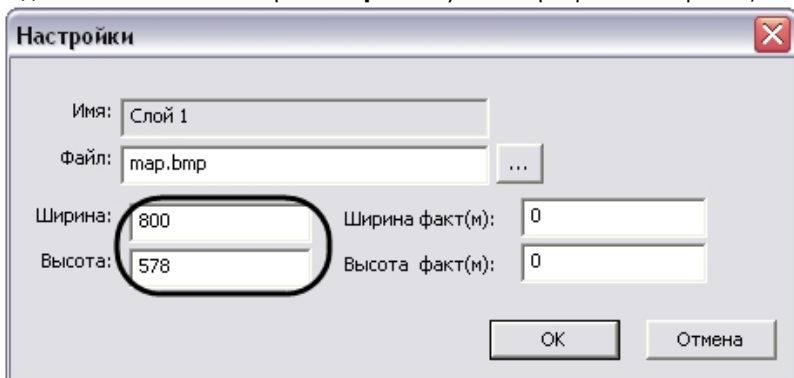 Настройки
Имя: Слой 1
Файл: map.bmp ...
Ширина: 800 Ширина факт(м): 0
Высота: 578 Высота факт(м): 0
OK Отмена